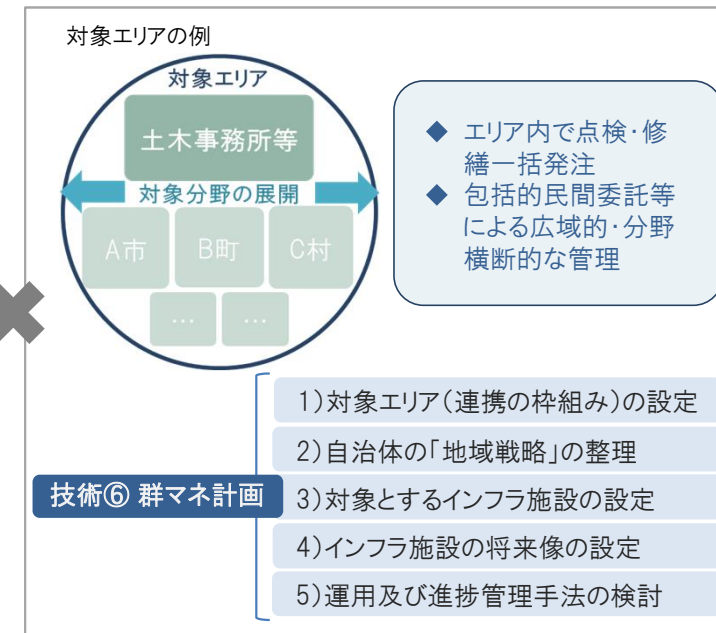 対象エリアの例
対象エリア
土木事務所等
対象分野の展開
A市 B町 C村
… …
◆ エリア内で点検・修
繕一括発注
◆ 包括的民間委託等
による広域的・分野
横断的な管理
技術⑥ 群マネ計画
1)対象エリア(連携の枠組み)の設定
2)自治体の「地域戦略」の整理
3)対象とするインフラ施設の設定
4)インフラ施設の将来像の設定
5)運用及び進捗管理手法の検討